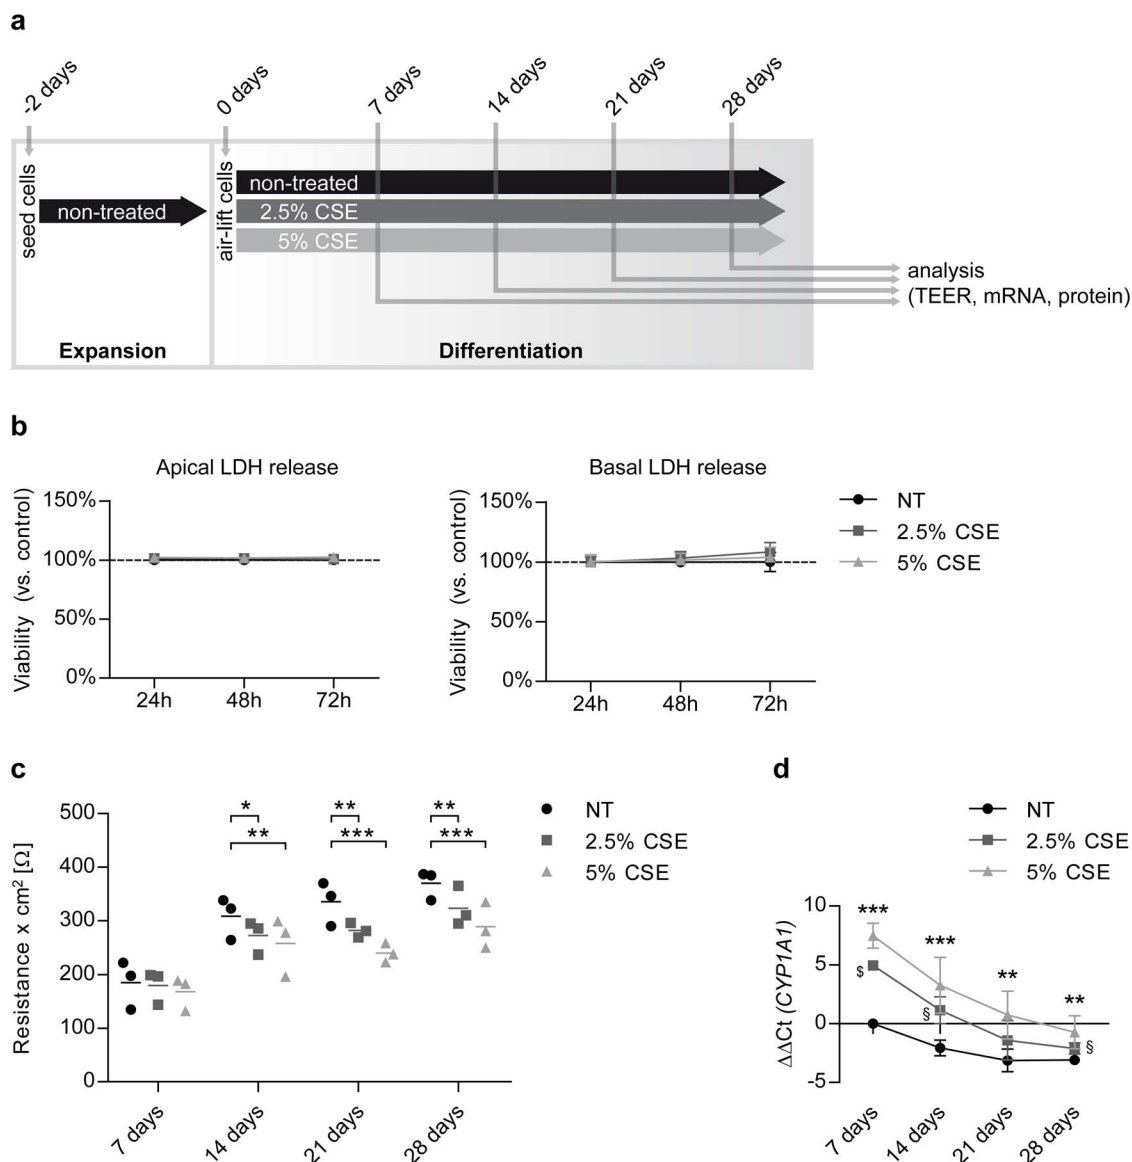 a
-2 days
0 days
7 days
14 days
21 days
28 days
seed cells
non-treated
air-lift cells
non-treated
2.5% CSE
5% CSE
analysis
(TEER, mRNA, protein)
Expansion
Differentiation
b
Apical LDH release
Viability (vs. control)
150%
100%
50%
0%
24h
48h
72h
Basal LDH release
Viability (vs. control)
150%
100%
50%
0%
24h
48h
72h
NT
2.5% CSE
5% CSE
c
Resistance x cm² [Ω]
500
400
300
200
100
0
*
**
**
***
**
***
7 days
14 days
21 days
28 days
NT
2.5% CSE
5% CSE
d
NT
2.5% CSE
5% CSE
ΔΔCt (CYP1A1)
10
5
0
-5
***
***
**
**
$
§
§
7 days
14 days
21 days
28 days